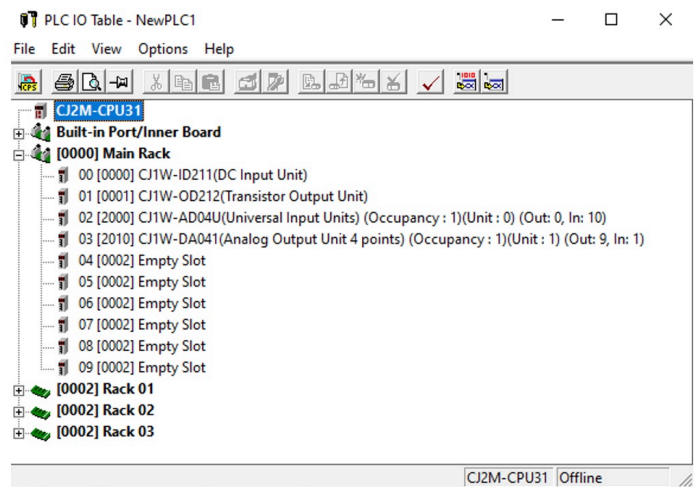 PLC IO Table - NewPLC1
File Edit View Options Help
CJ2M-CPU31
Built-in Port/Inner Board
[0000] Main Rack
00 [0000] CJ1W-ID211(DC Input Unit)
01 [0001] CJ1W-OD212(Transistor Output Unit)
02 [2000] CJ1W-AD04U(Universal Input Units) (Occupancy : 1)(Unit : 0) (Out: 0, In: 10)
03 [2010] CJ1W-DA041(Analog Output Unit 4 points) (Occupancy : 1)(Unit : 1) (Out: 9, In: 1)
04 [0002] Empty Slot
05 [0002] Empty Slot
06 [0002] Empty Slot
07 [0002] Empty Slot
08 [0002] Empty Slot
09 [0002] Empty Slot
[0002] Rack 01
[0002] Rack 02
[0002] Rack 03
CJ2M-CPU31 Offline